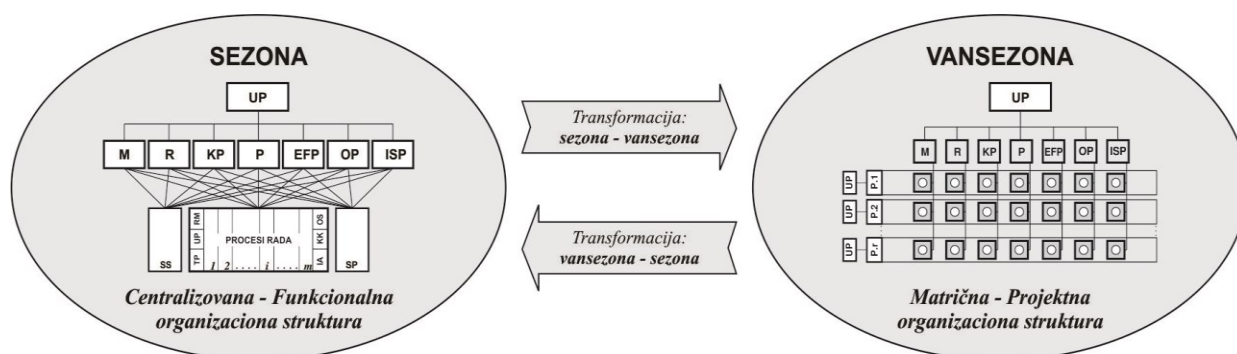 SEZONA
UP
M R KP P EFP OP ISP
SS
RM
UP
TP
PROCESI RADA
1 2 . . . . i . . . . m
OS
KK
IA
SP
Centralizovana - Funkcionalna
organizaciona struktura
Transformacija:
sezona - vansezona
Transformacija:
vansezona - sezona
VANSEZONA
UP
M R KP P EFP OP ISP
UP P.1
UP P.2
UP P.r
Matrična - Projektna
organizaciona struktura